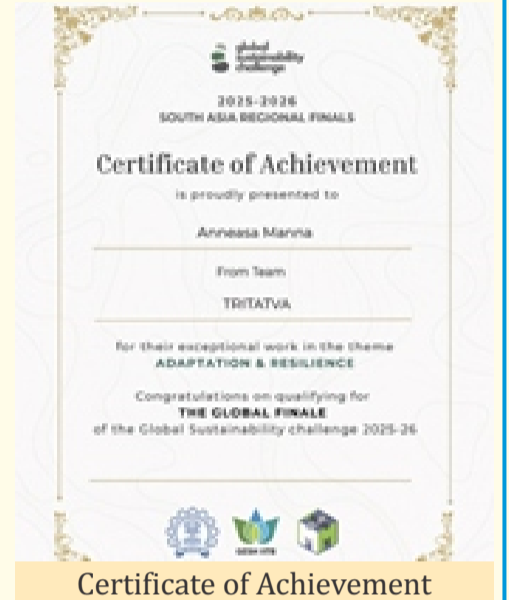 global
sustainability
challenge
2025-2026
SOUTH ASIA REGIONAL FINALS
Certificate of Achievement
is proudly presented to
Anneasa Manna
From Team
TRITATVA
for their exceptional work in the theme
ADAPTATION & RESILIENCE
Congratulations on qualifying for
THE GLOBAL FINALE
of the Global Sustainability challenge 2025-26
Certificate of Achievement